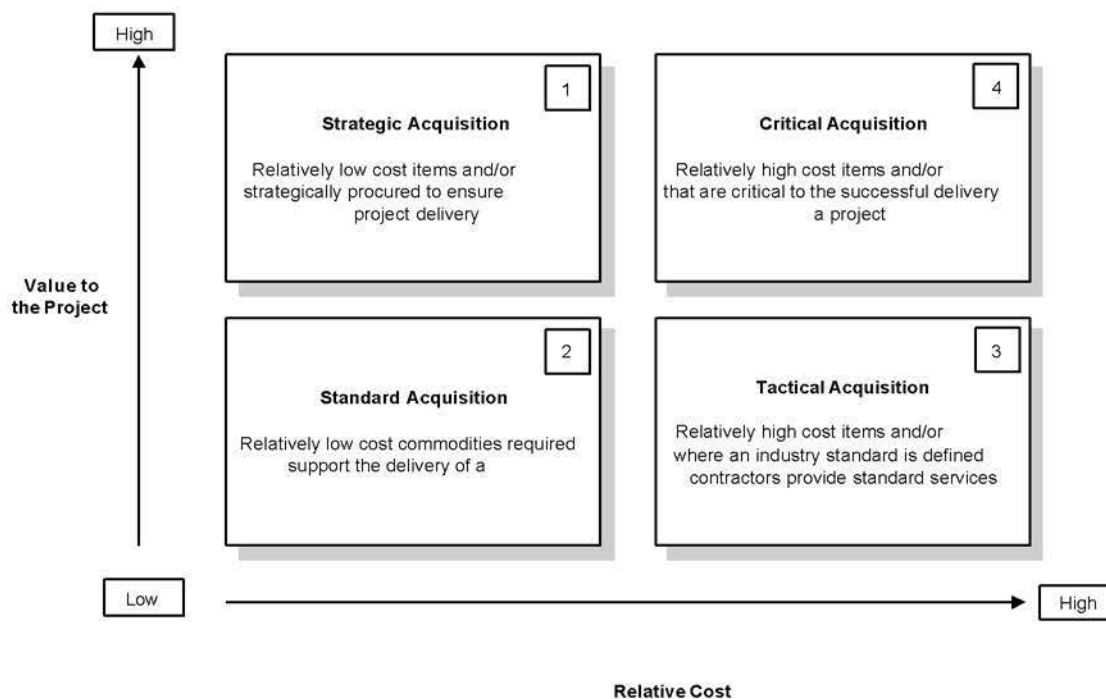 High
1
Strategic Acquisition
Relatively low cost items and/or
strategically procured to ensure
project delivery
4
Critical Acquisition
Relatively high cost items and/or
that are critical to the successful delivery
a project
Value to
the Project
2
Standard Acquisition
Relatively low cost commodities required
support the delivery of a
3
Tactical Acquisition
Relatively high cost items and/or
where an industry standard is defined
contractors provide standard services
Low
High
Relative Cost